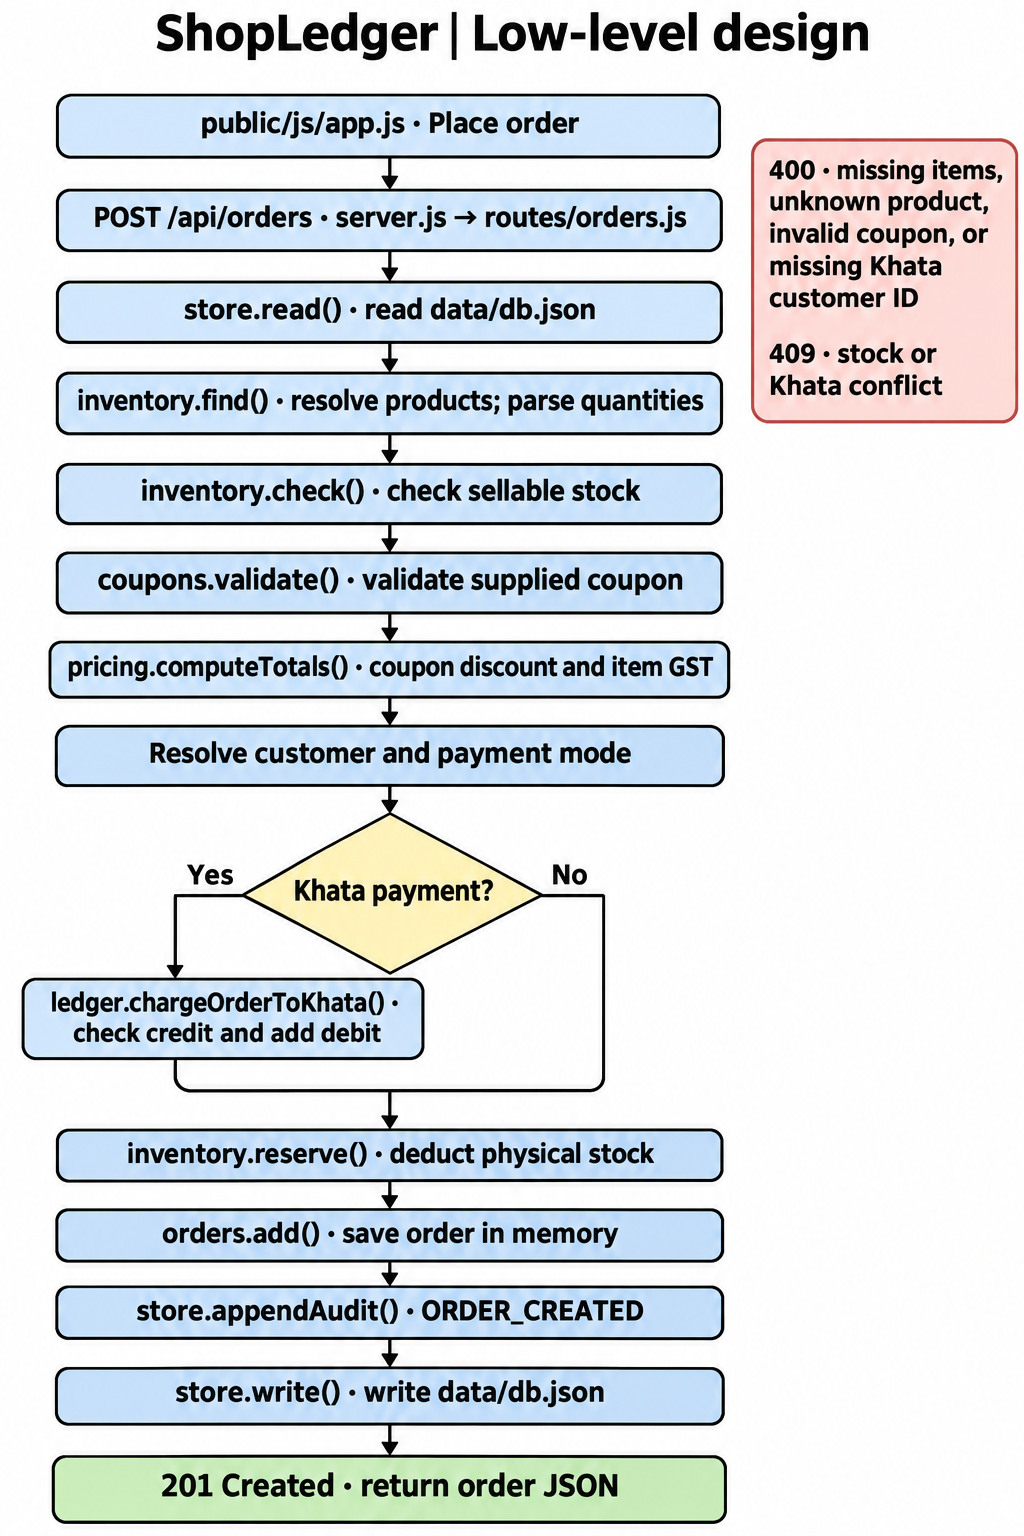 ShopLedger | Low-level design
public/js/app.js · Place order
POST /api/orders · server.js → routes/orders.js
store.read() · read data/db.json
inventory.find() · resolve products; parse quantities
inventory.check() · check sellable stock
coupons.validate() · validate supplied coupon
pricing.computeTotals() · coupon discount and item GST
Resolve customer and payment mode
Khata payment?
Yes
No
ledger.chargeOrderToKhata() ·
check credit and add debit
inventory.reserve() · deduct physical stock
orders.add() · save order in memory
store.appendAudit() · ORDER_CREATED
store.write() · write data/db.json
201 Created · return order JSON
400 · missing items,
unknown product,
invalid coupon, or
missing Khata
customer ID
409 · stock or
Khata conflict